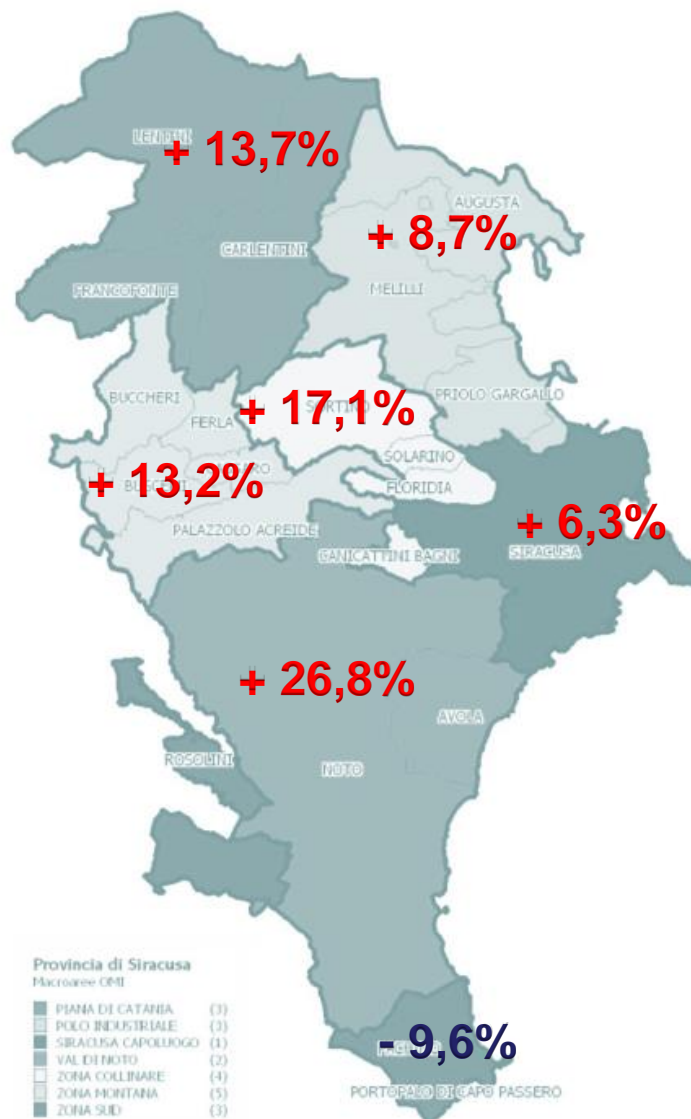 LENTINI
+ 13,7%
AUGUSTA
+ 8,7%
CARLENTINI
FRANCOFONTE
MELILLI
BUCCHERI
PRIOLO GARGALLO
+ 17,1%
FERLA
SORTINO
SOLARINO
+ 13,2%
FLORIDIA
PALAZZOLO ACREIDE
+ 6,3%
CANICATTINI BAGNI
SIRACUSA
+ 26,8%
AVOLA
ROSOLINI
NOTO
Provincia di Siracusa
Macroaree OMI
PIANA DI CATANIA (3)
POLO INDUSTRIALE (3)
SIRACUSA CAPOLUOGO (1)
VAL DI NOTO (2)
ZONA COLLINARE (4)
ZONA MONTANA (5)
ZONA SUD (3)
- 9,6%
PORTOPALO DI CAPO PASSERO